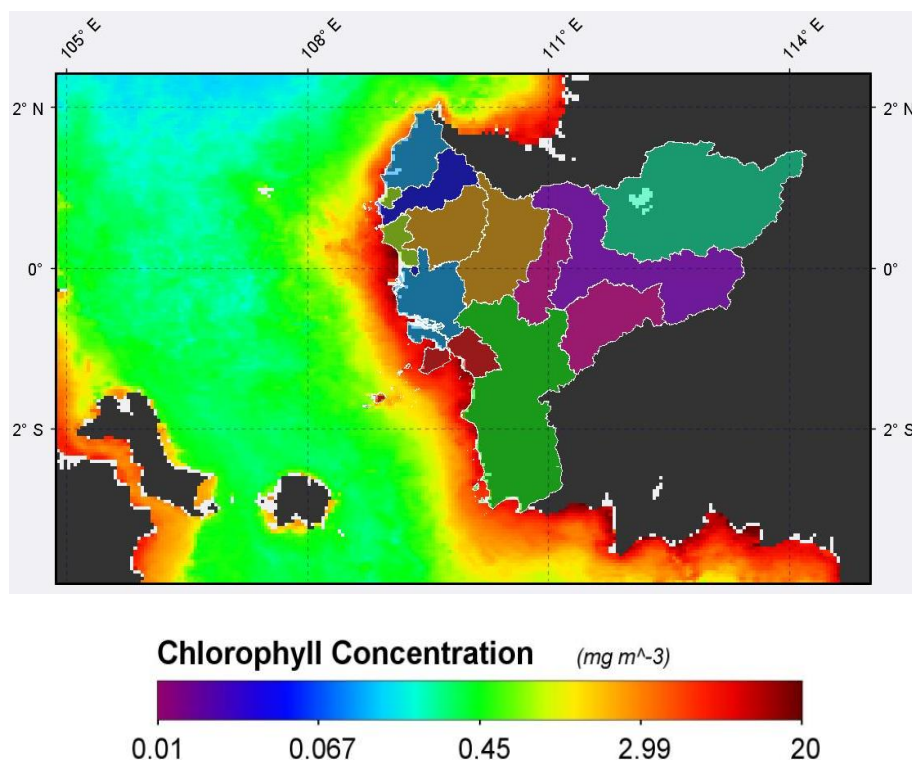 105° E 108° E 111° E 114° E
2° N 2° N
0° 0°
2° S 2° S
Chlorophyll Concentration (mg m^-3)
0.01 0.067 0.45 2.99 20